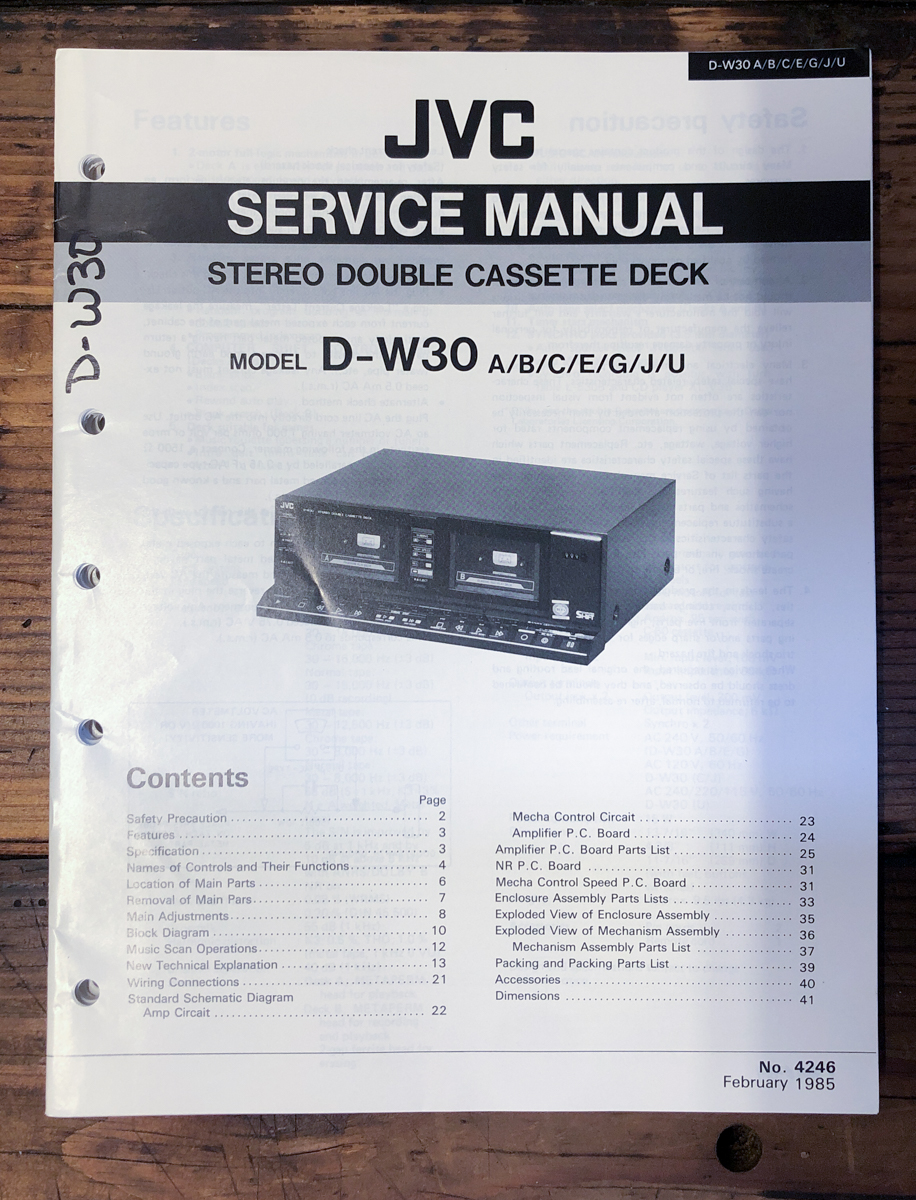 D-W30 A/B/C/E/G/J/U
JVC
SERVICE MANUAL
STEREO DOUBLE CASSETTE DECK
D-W30
MODEL D-W30 A/B/C/E/G/J/U
JVC
A
B
Contents
Page
Safety Precaution 2
Features 3
Specification 3
Names of Controls and Their Functions 4
Location of Main Parts 6
Removal of Main Pars 7
Main Adjustments 8
Block Diagram 10
Music Scan Operations 12
New Technical Explanation 13
Wiring Connections 21
Standard Schematic Diagram
Amp Circait 22
Mecha Control Circait 23
Amplifier P.C. Board 24
Amplifier P.C. Board Parts List 25
NR P.C. Board 31
Mecha Control Speed P.C. Board 31
Enclosure Assembly Parts Lists 33
Exploded View of Enclosure Assembly 35
Exploded View of Mechanism Assembly 36
Mechanism Assembly Parts List 37
Packing and Packing Parts List 39
Accessories 40
Dimensions 41
No. 4246
February 1985